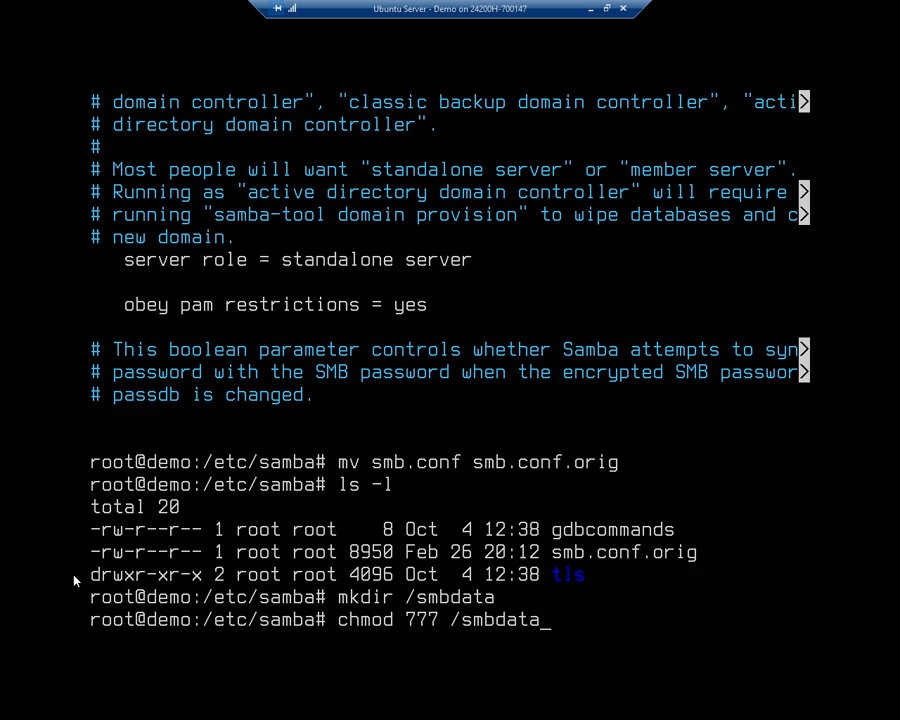 Ubuntu Server - Demo on 24200H-700147
# domain controller", "classic backup domain controller", "acti>
# directory domain controller".
#
# Most people will want "standalone server" or "member server".
# Running as "active directory domain controller" will require >
# running "samba-tool domain provision" to wipe databases and c>
# new domain.
server role = standalone server
obey pam restrictions = yes
# This boolean parameter controls whether Samba attempts to syn>
# password with the SMB password when the encrypted SMB passwor>
# passdb is changed.
root@demo:/etc/samba# mv smb.conf smb.conf.orig
root@demo:/etc/samba# ls -l
total 20
-rw-r--r-- 1 root root    8 Oct  4 12:38 gdbcommands
-rw-r--r-- 1 root root 8950 Feb 26 20:12 smb.conf.orig
drwxr-xr-x 2 root root 4096 Oct  4 12:38 tls
root@demo:/etc/samba# mkdir /smbdata
root@demo:/etc/samba# chmod 777 /smbdata_